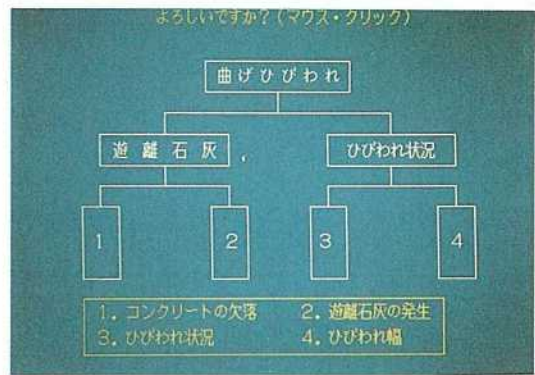 よろしいですか？(マウス・クリック)
曲げひびわれ
遊離石灰 ひびわれ状況
1 2 3 4
1. コンクリートの欠落 2. 遊離石灰の発生
3. ひびわれ状況 4. ひびわれ幅